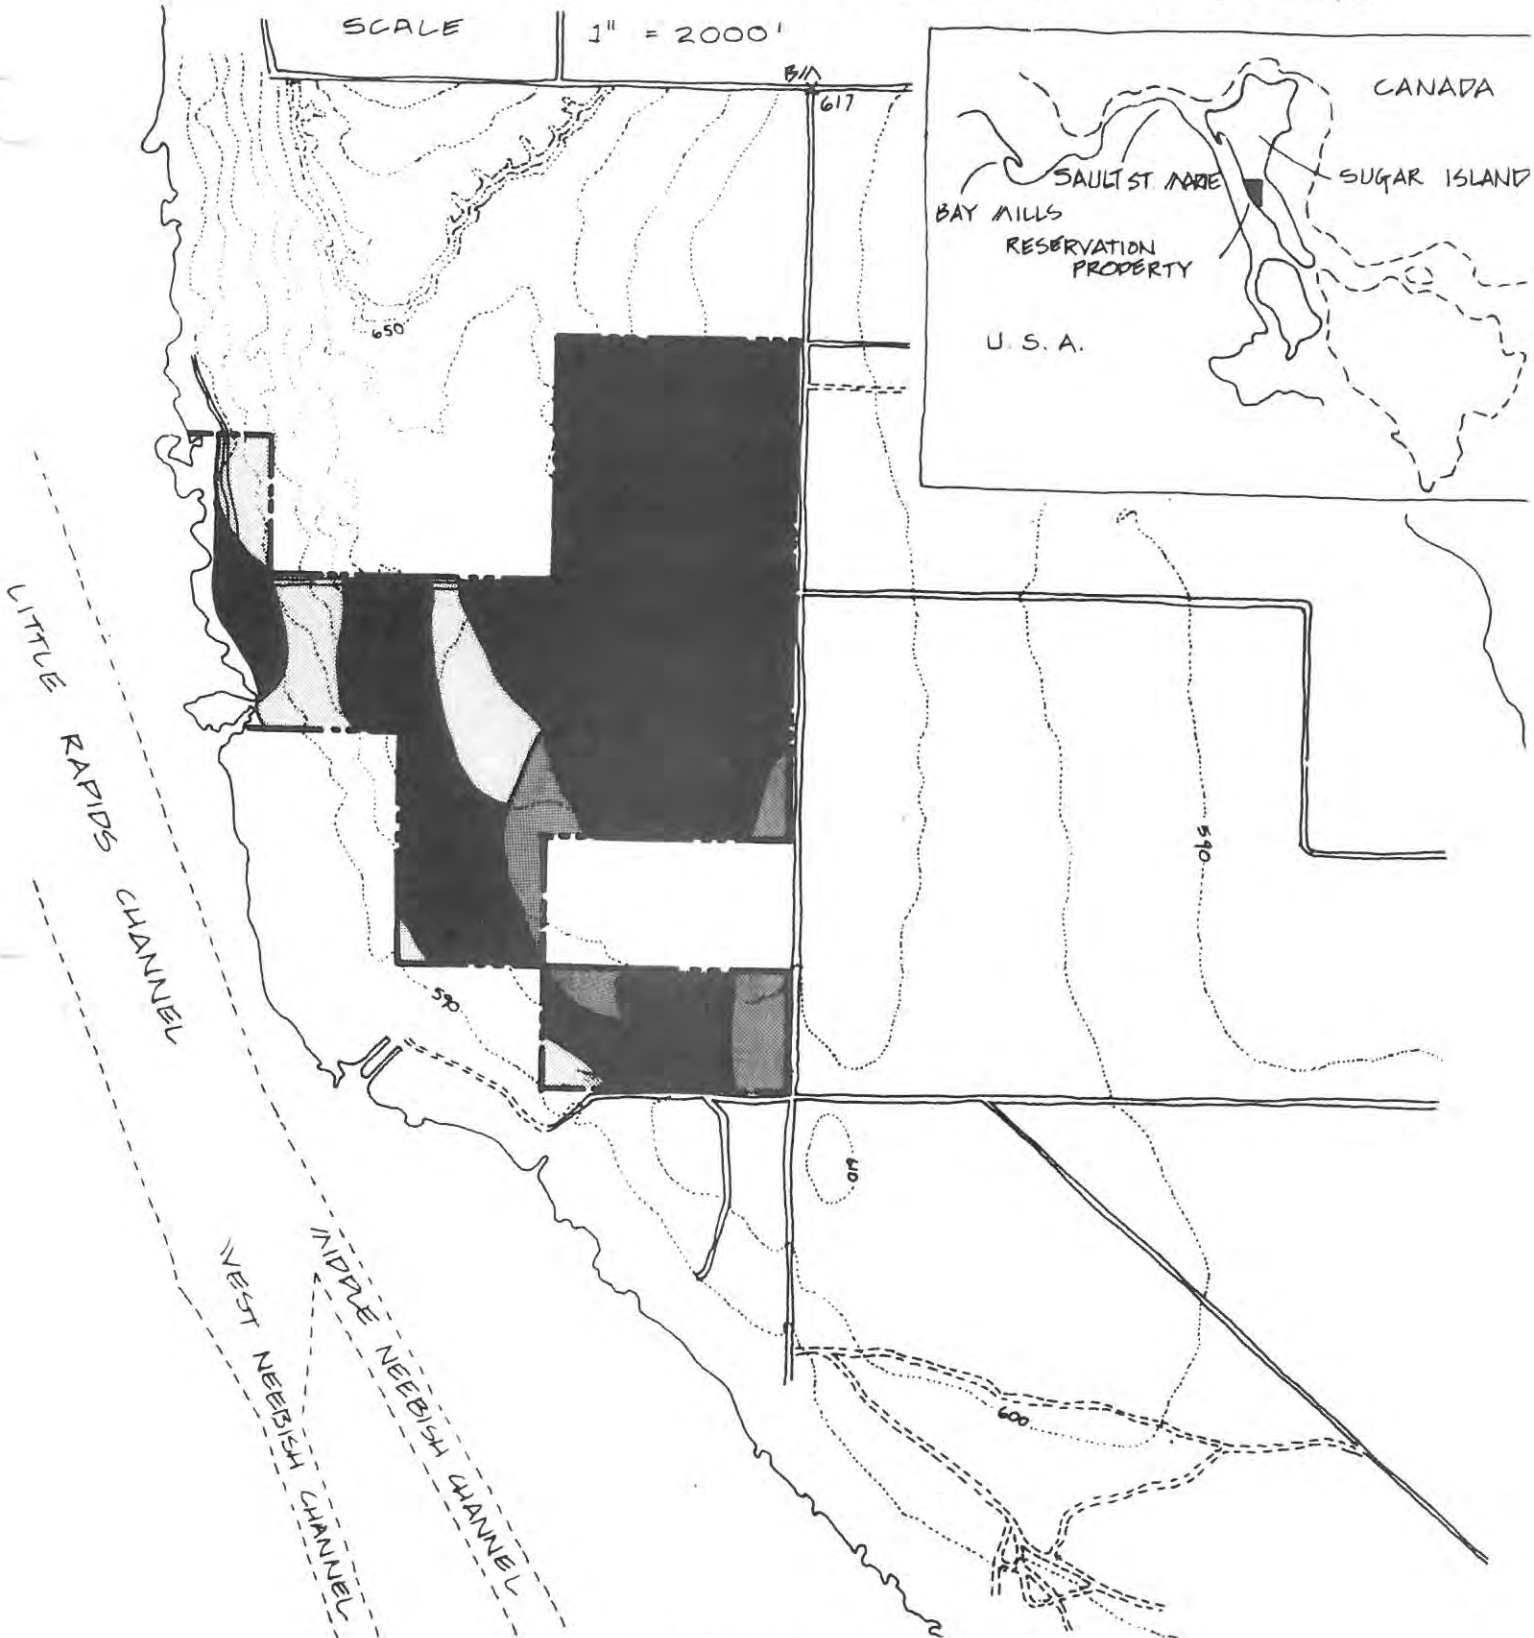 SCALE 1" = 2000'
BM
617
CANADA
SAULT ST. MARIE
SUGAR ISLAND
BAY MILLS
RESERVATION
PROPERTY
U.S.A.
650
LITTLE RAPIDS CHANNEL
590
590
610
WEST NEEBISH CHANNEL
MIDDLE NEEBISH CHANNEL
600